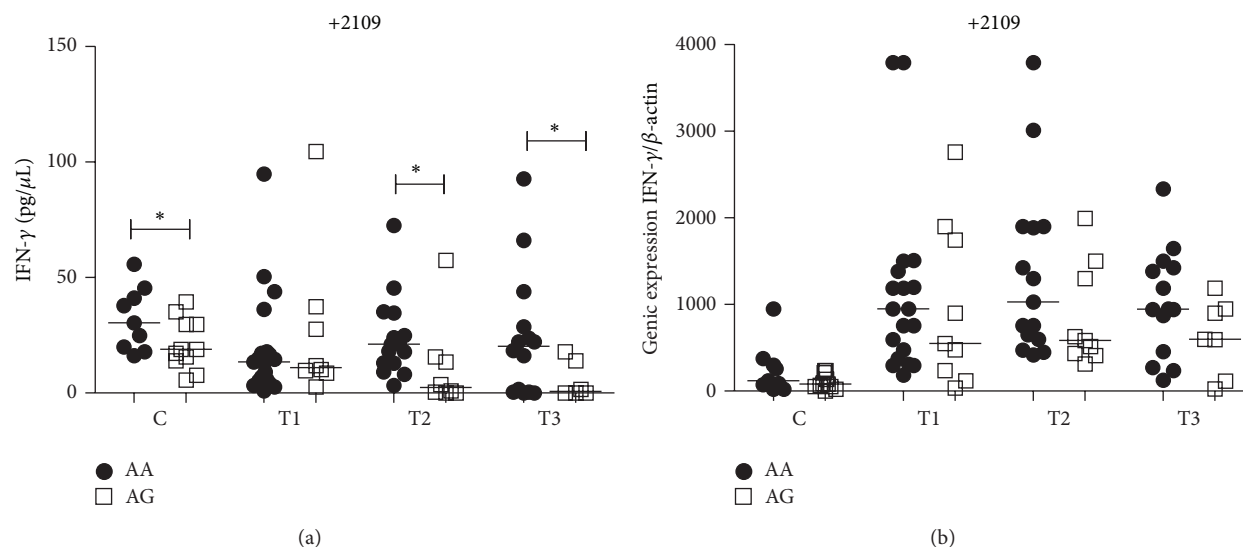 +2109
IFN-γ (pg/μL)
150
100
50
0
*
*
*
C T1 T2 T3
AA
AG
(a)
+2109
Genic expression IFN-γ/β-actin
4000
3000
2000
1000
0
C T1 T2 T3
AA
AG
(b)